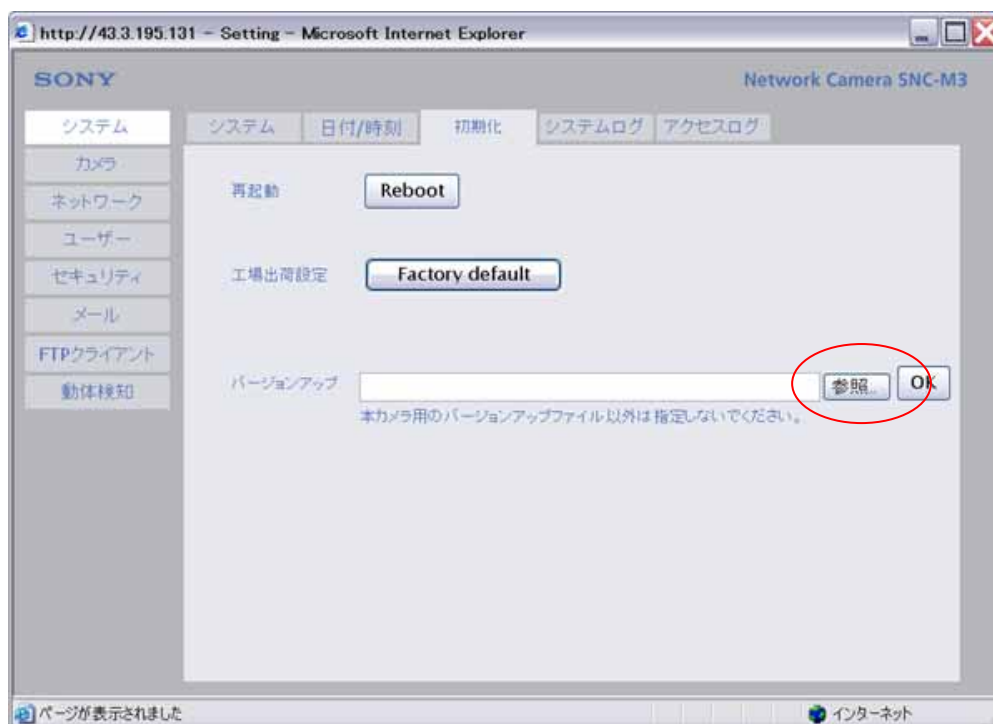 http://43.3.195.131 - Setting - Microsoft Internet Explorer
SONY
Network Camera SNC-M3
システム
カメラ
ネットワーク
ユーザー
セキュリティ
メール
FTPクライアント
動体検知
システム 日付/時刻 初期化 システムログ アクセスログ
再起動 Reboot
工場出荷設定 Factory default
バージョンアップ 参照... OK
本カメラ用のバージョンアップファイル以外は指定しないでください。
ページが表示されました
インターネット